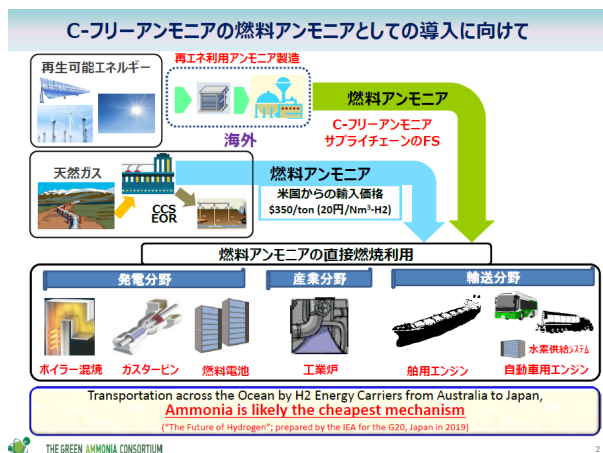 C-フリーアンモニアの燃料アンモニアとしての導入に向けて
再生可能エネルギー
再エネ利用アンモニア製造
海外
燃料アンモニア
C-フリーアンモニア
サプライチェーンのFS
天然ガス
CCS
EOR
燃料アンモニア
米国からの輸入価格
$350/ton (20円/Nm³-H2)
燃料アンモニアの直接燃焼利用
発電分野
産業分野
輸送分野
ボイラー混焼
ガスタービン
燃料電池
工業炉
舶用エンジン
水素供給システム
自動車用エンジン
Transportation across the Ocean by H2 Energy Carriers from Australia to Japan,
Ammonia is likely the cheapest mechanism
("The Future of Hydrogen"; prepared by the IEA for the G20, Japan in 2019)
THE GREEN AMMONIA CONSORTIUM
2